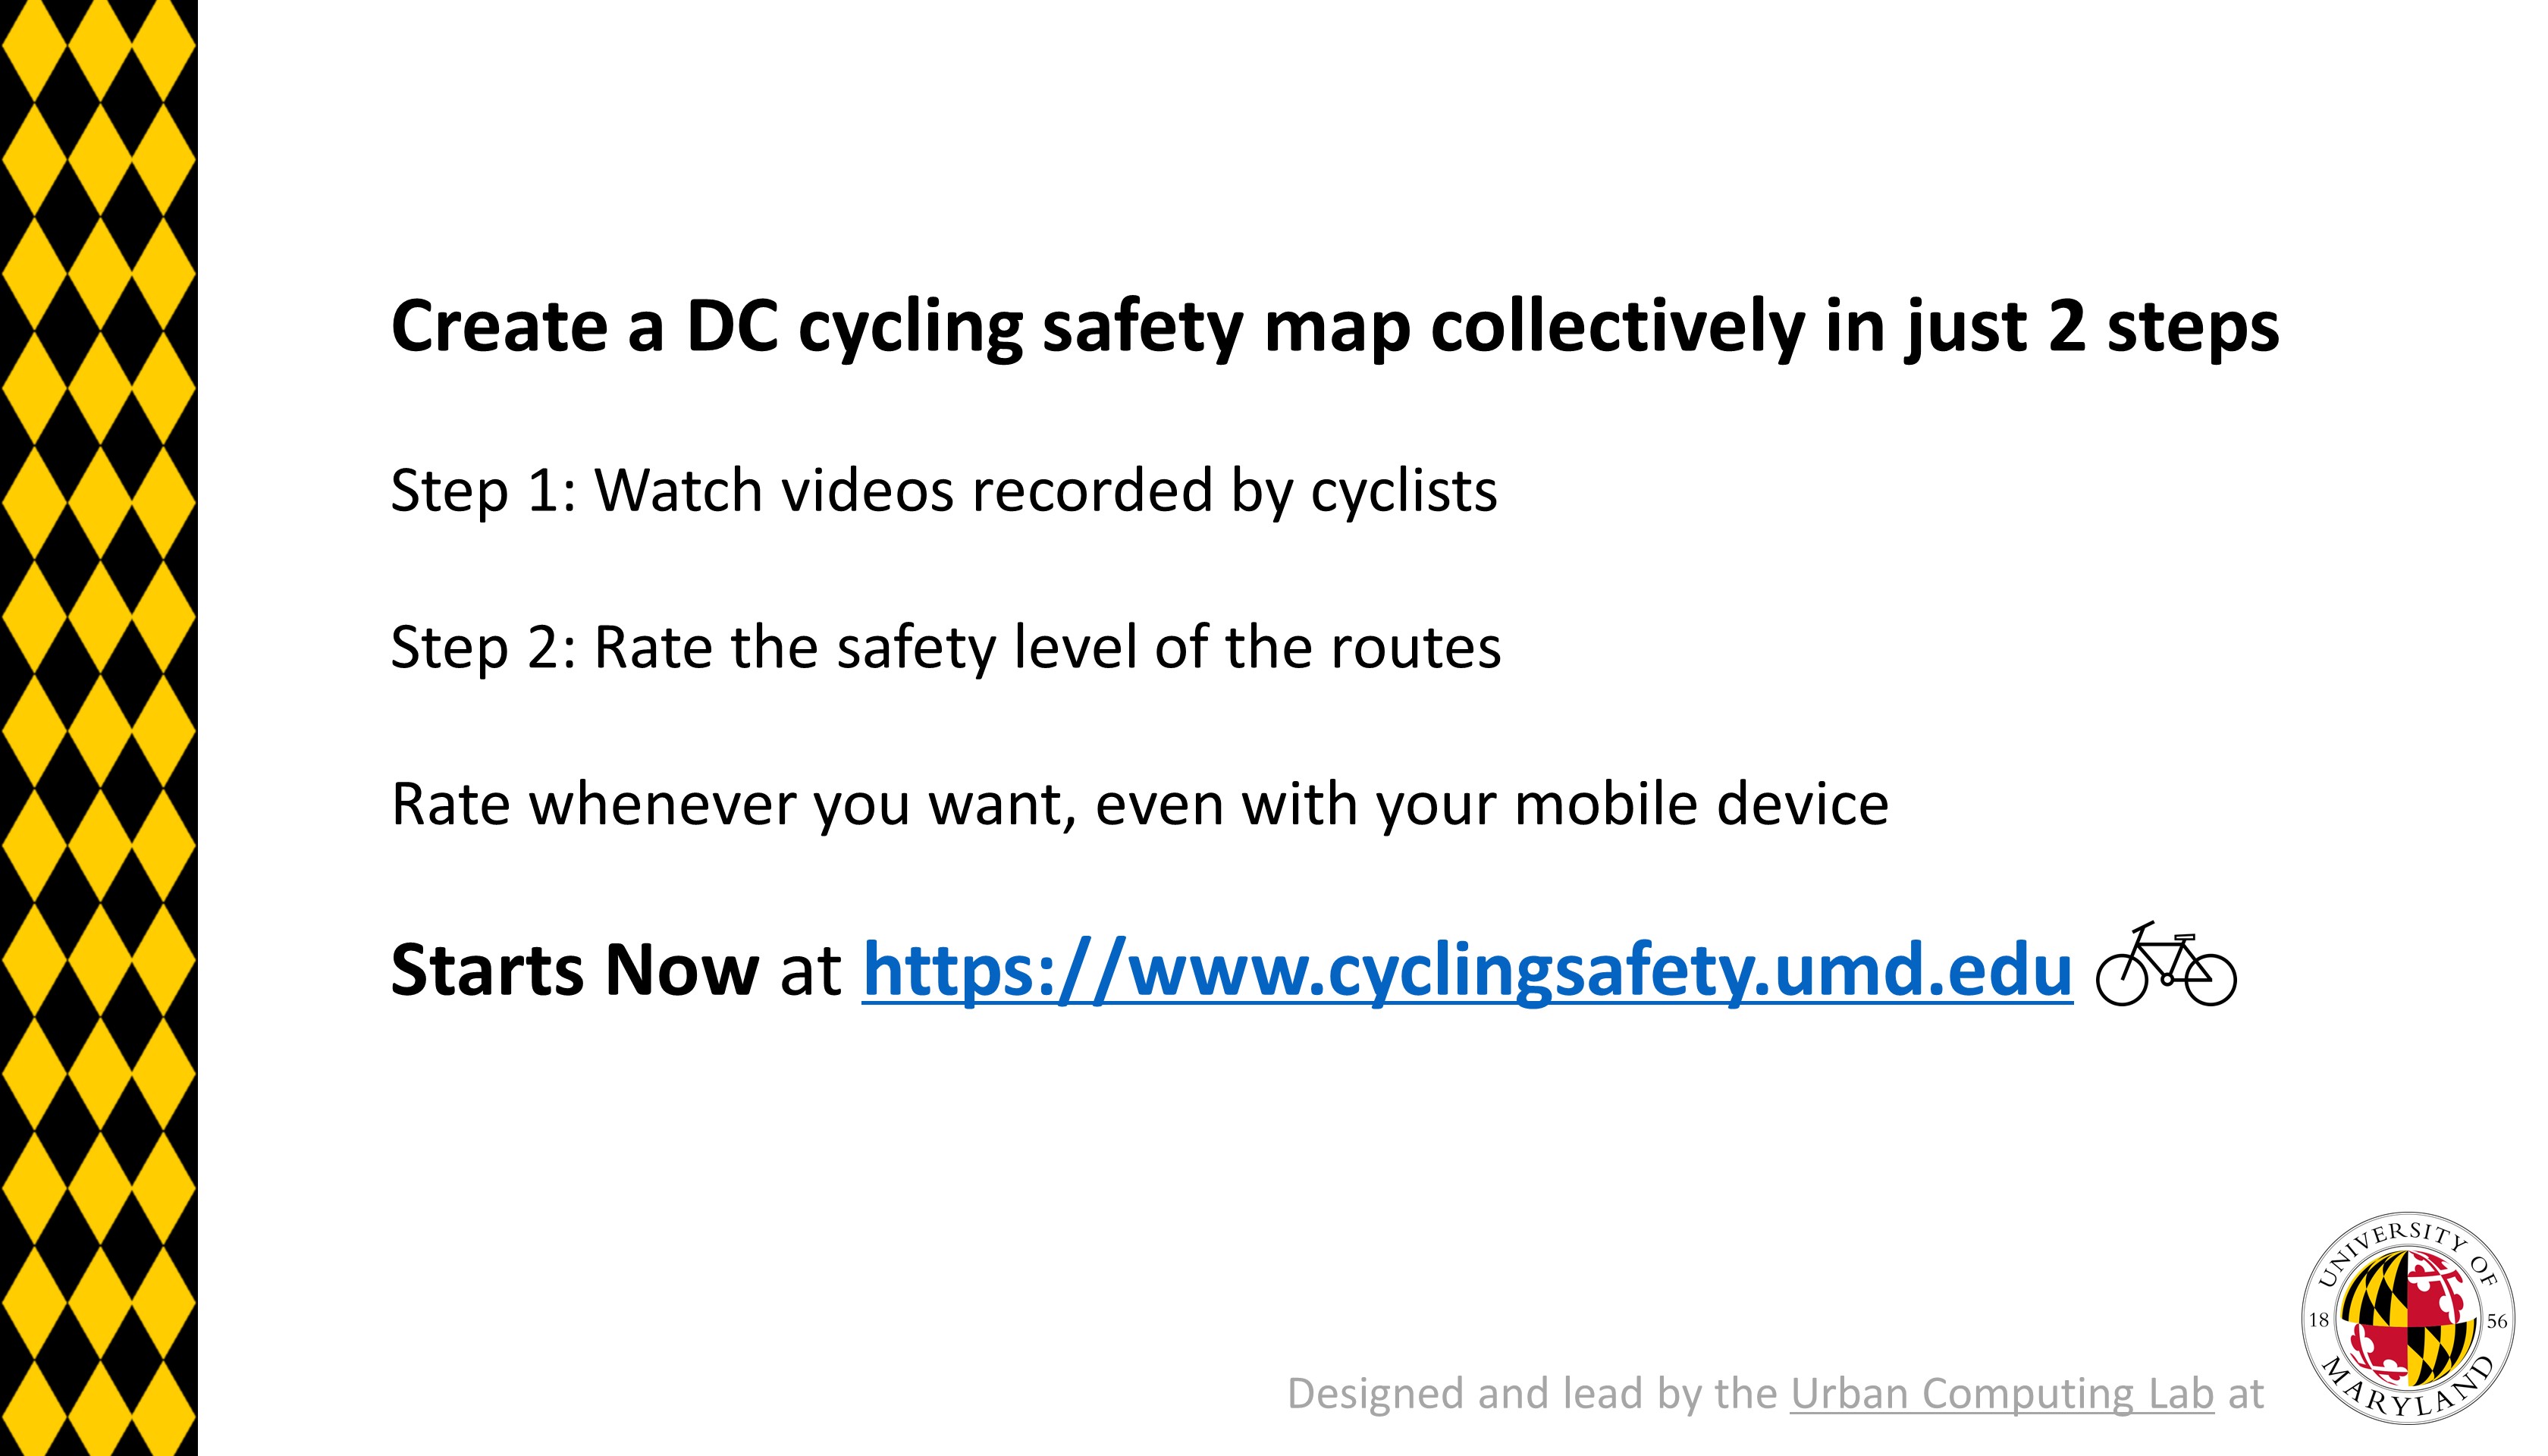 Create a DC cycling safety map collectively in just 2 steps
Step 1: Watch videos recorded by cyclists
Step 2: Rate the safety level of the routes
Rate whenever you want, even with your mobile device
Starts Now at https://www.cyclingsafety.umd.edu
Designed and lead by the Urban Computing Lab at
UNIVERSITY OF
18 56
MARYLAND